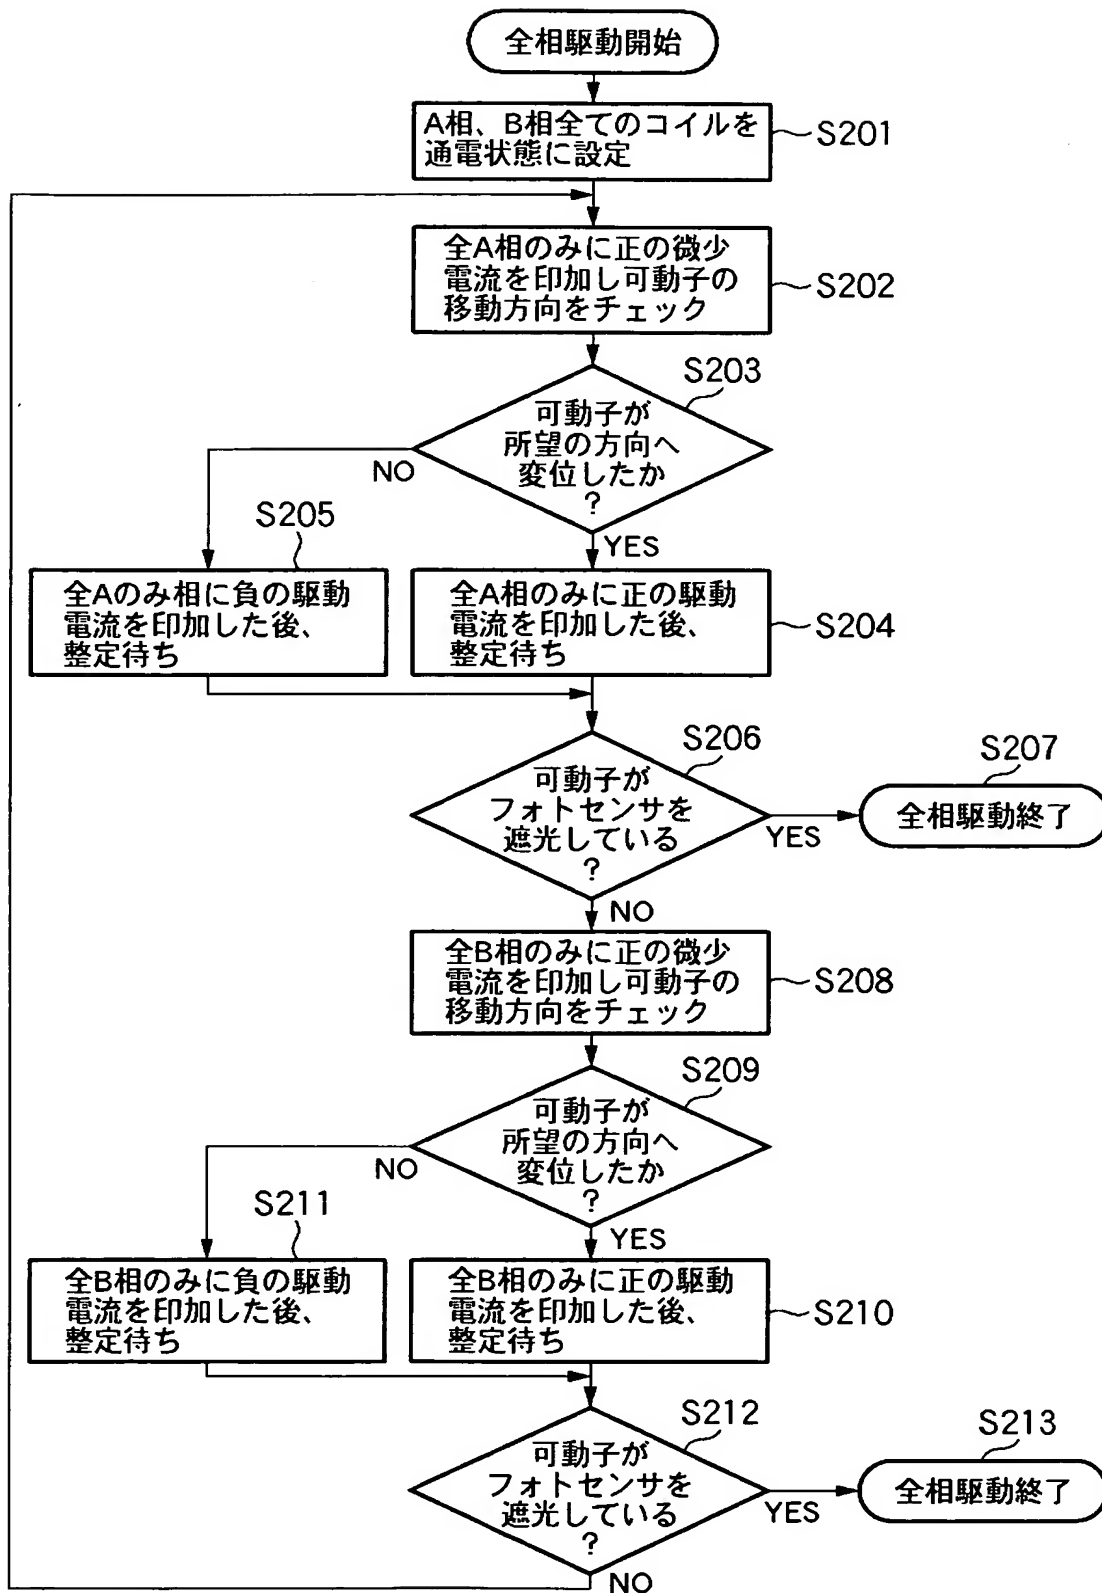 全相駆動開始
A相、B相全てのコイルを
通電状態に設定
S201
全A相のみに正の微少
電流を印加し可動子の
移動方向をチェック
S202
S203
可動子が
所望の方向へ
変位したか
?
NO
YES
S205
全Aのみ相に負の駆動
電流を印加した後、
整定待ち
全A相のみに正の駆動
電流を印加した後、
整定待ち
S204
S206
可動子が
フォトセンサを
遮光している
?
YES
S207
全相駆動終了
NO
全B相のみに正の微少
電流を印加し可動子の
移動方向をチェック
S208
S209
可動子が
所望の方向へ
変位したか
?
NO
YES
S211
全B相のみに負の駆動
電流を印加した後、
整定待ち
全B相のみに正の駆動
電流を印加した後、
整定待ち
S210
S212
可動子が
フォトセンサを
遮光している
?
YES
S213
全相駆動終了
NO